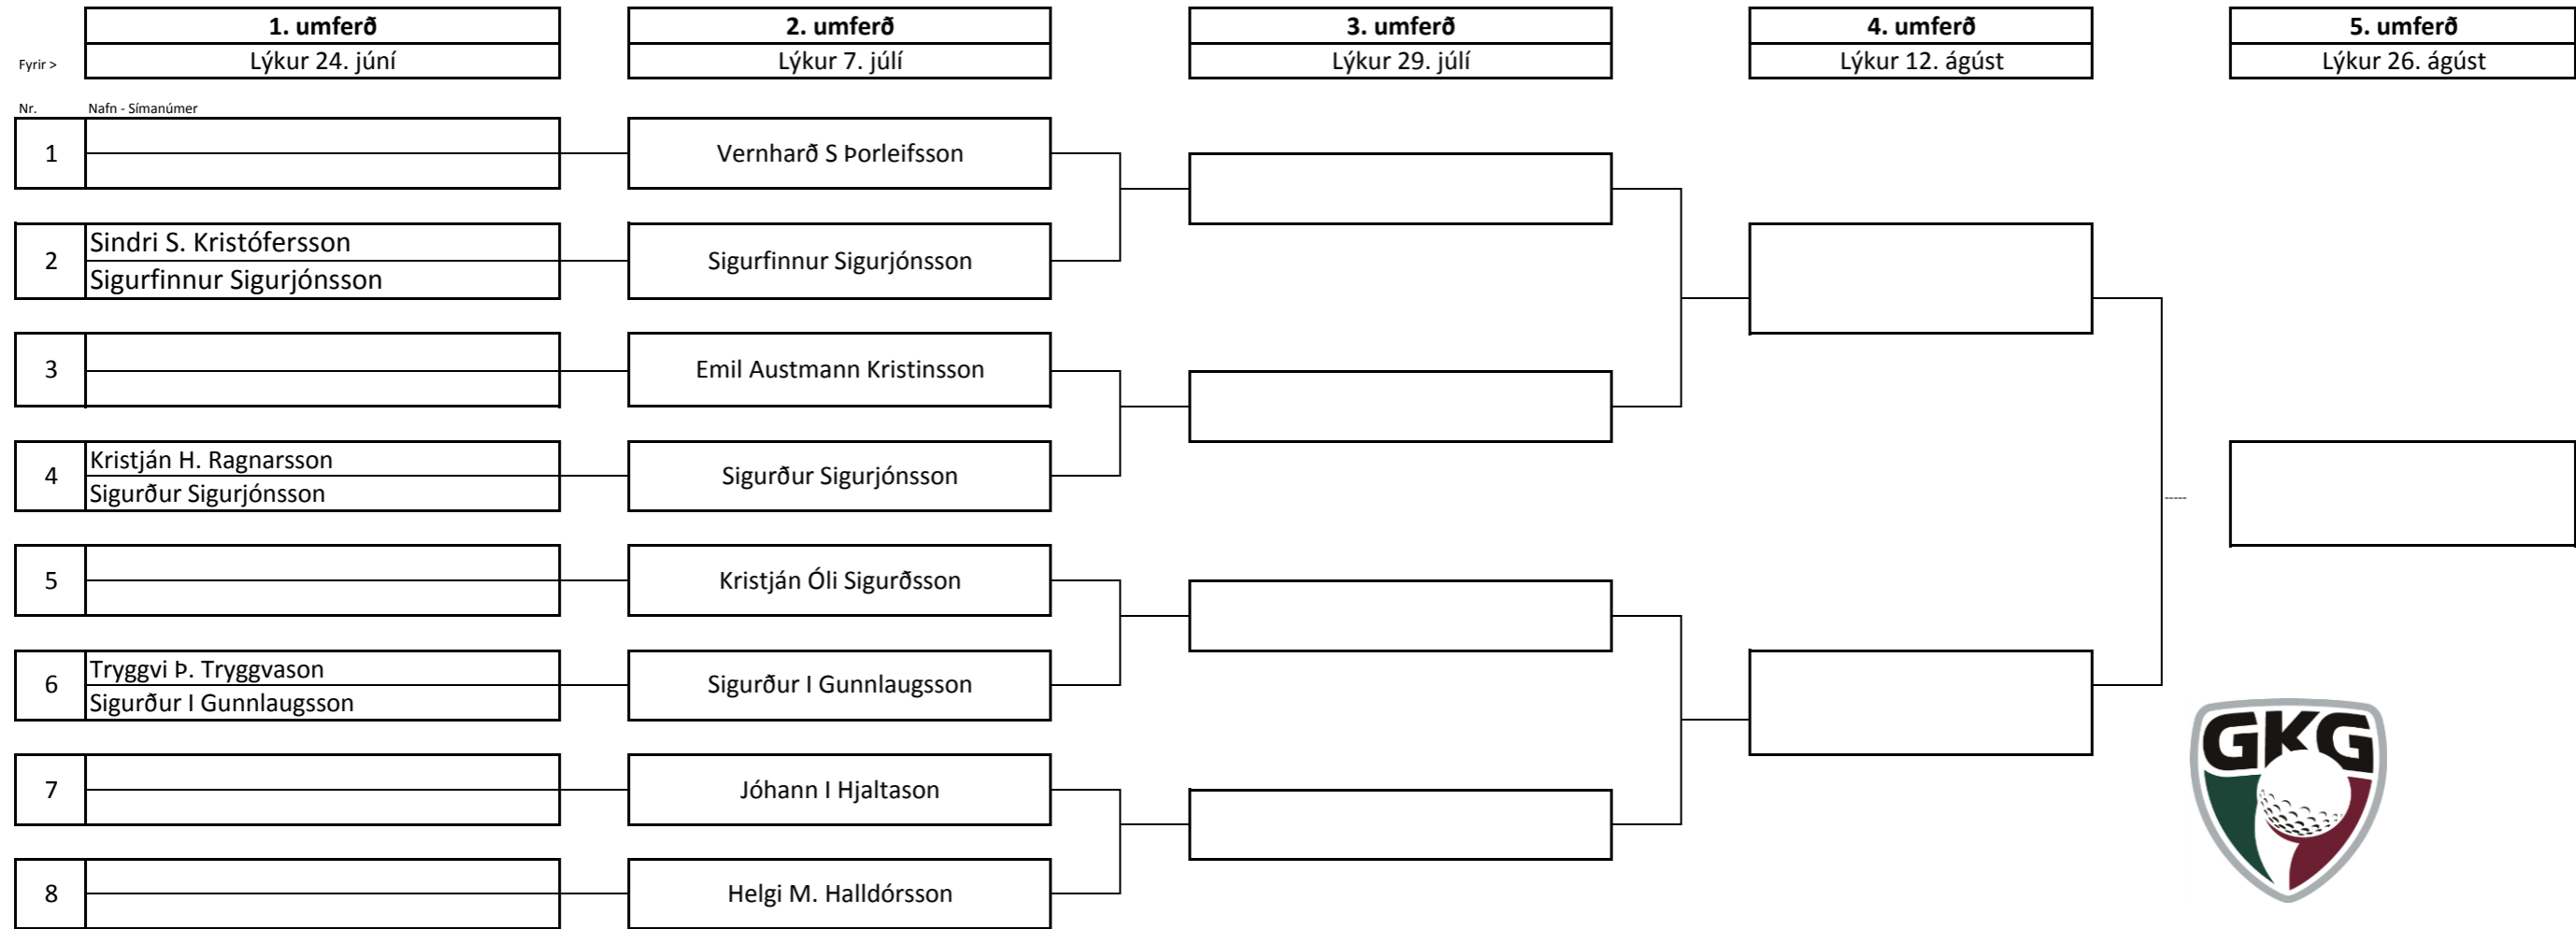 1. umferð
2. umferð
3. umferð
4. umferð
5. umferð
Fyrir >
Lýkur 24. júní
Lýkur 7. júlí
Lýkur 29. júlí
Lýkur 12. ágúst
Lýkur 26. ágúst
Nr.
Nafn - Símanúmer
1
Vernharð S Þorleifsson
2
Sindri S. Kristófersson
Sigurfinnur Sigurjónsson
Sigurfinnur Sigurjónsson
3
Emil Austmann Kristinsson
4
Kristján H. Ragnarsson
Sigurður Sigurjónsson
Sigurður Sigurjónsson
-----
5
Kristján Óli Sigurðsson
6
Tryggvi Þ. Tryggvason
Sigurður I Gunnlaugsson
Sigurður I Gunnlaugsson
7
Jóhann I Hjaltason
8
Helgi M. Halldórsson
GKG